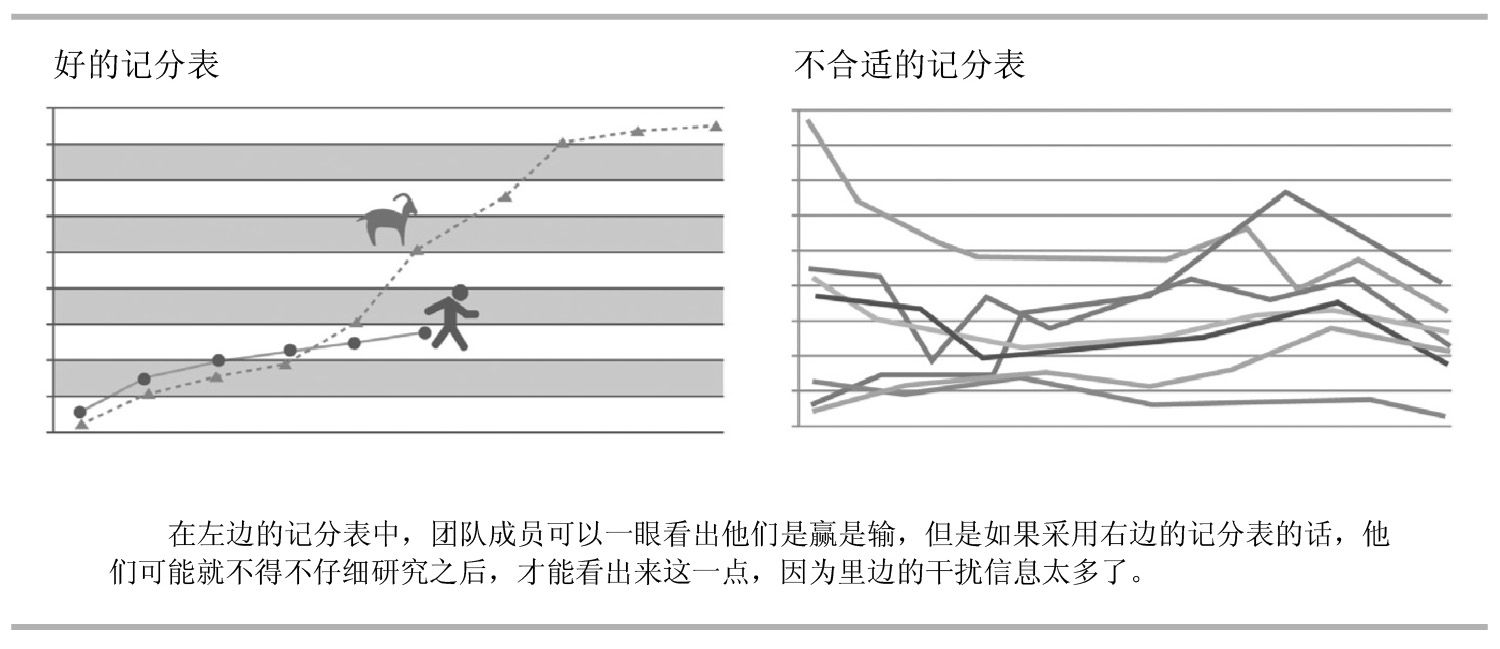 好的记分表
不合适的记分表
在左边的记分表中，团队成员可以一眼看出他们是赢是输，但是如果采用右边的记分表的话，他
们可能就不得不仔细研究之后，才能看出来这一点，因为里边的干扰信息太多了。